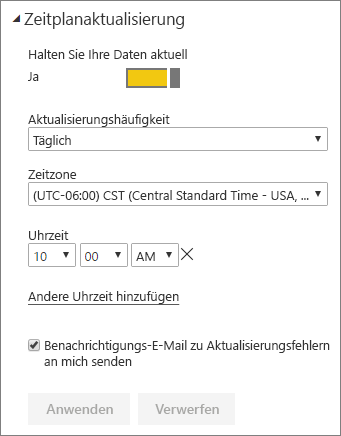 Zeitplanaktualisierung
Halten Sie Ihre Daten aktuell
Ja
Aktualisierungshäufigkeit
Täglich
Zeitzone
(UTC-06:00) CST (Central Standard Time - USA, ...
Uhrzeit
10 00 AM
Andere Uhrzeit hinzufügen
Benachrichtigungs-E-Mail zu Aktualisierungsfehlern
an mich senden
Anwenden Verwerfen